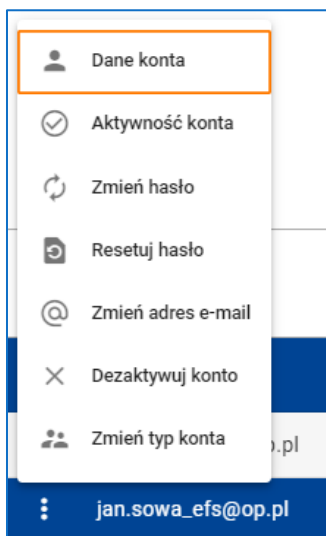 Dane konta
Aktywność konta
Zmień hasło
Resetuj hasło
Zmień adres e-mail
Dezaktywuj konto
Zmień typ konta
.pl
jan.sowa_efs@op.pl